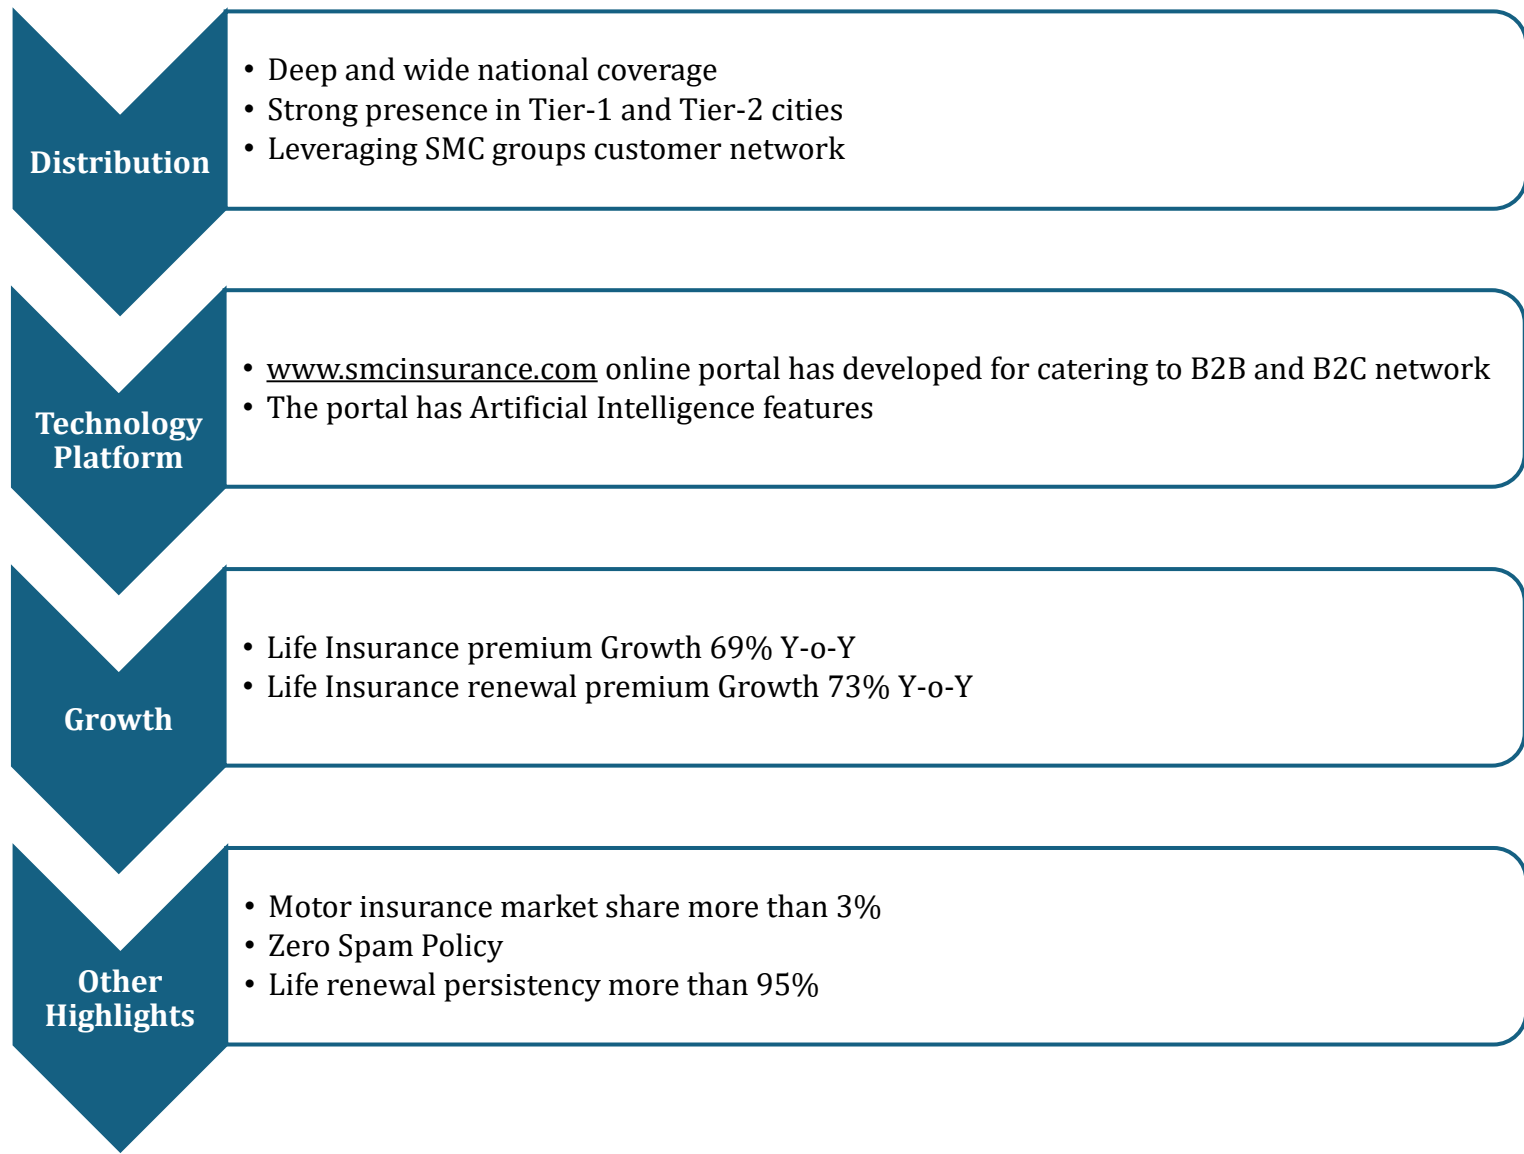 Distribution
• Deep and wide national coverage
• Strong presence in Tier-1 and Tier-2 cities
• Leveraging SMC groups customer network
Technology
Platform
• www.smcinsurance.com online portal has developed for catering to B2B and B2C network
• The portal has Artificial Intelligence features
Growth
• Life Insurance premium Growth 69% Y-o-Y
• Life Insurance renewal premium Growth 73% Y-o-Y
Other
Highlights
• Motor insurance market share more than 3%
• Zero Spam Policy
• Life renewal persistency more than 95%